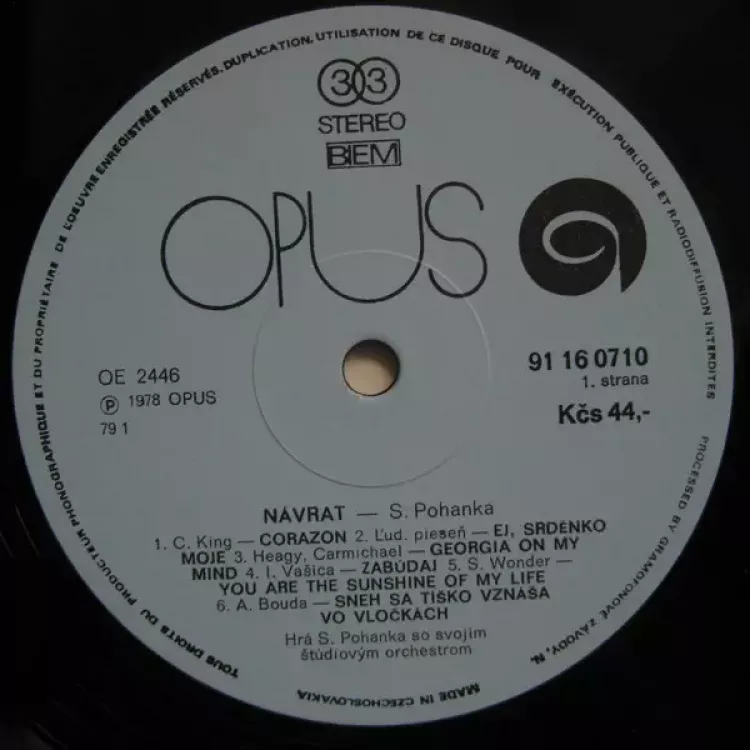 TOUS DROITS DU PRODUCTEUR PHONOGRAPHIQUE ET DU PROPRIÉTAIRE DE L'OEUVRE ENREGISTRÉE RÉSERVÉS. DUPLICATION, UTILISATION DE CE DISQUE POUR EXÉCUTION PUBLIQUE ET RADIODIFFUSION INTERDITES
33
STEREO
BIEM
OPUS
OE 2446
℗ 1978 OPUS
79 1
91 16 0710
1. strana
Kčs 44,-
NÁVRAT — S. Pohanka
1. C. King — CORAZON 2. Ľud. pieseň — EJ, SRDENKO
MOJE 3. Heagy, Carmichael — GEORGIA ON MY
MIND 4. I. Vašica — ZABÚDAJ 5. S. Wonder —
YOU ARE THE SUNSHINE OF MY LIFE
6. A. Bouda — SNEH SA TÍŠKO VZNÁŠA
VO VLOČKÁCH
Hrá S. Pohanka so svojím
štúdiovým orchestrom
PROCESSED BY GRAMOFONOVÉ ZÁVODY, N.
MADE IN CZECHOSLOVAKIA